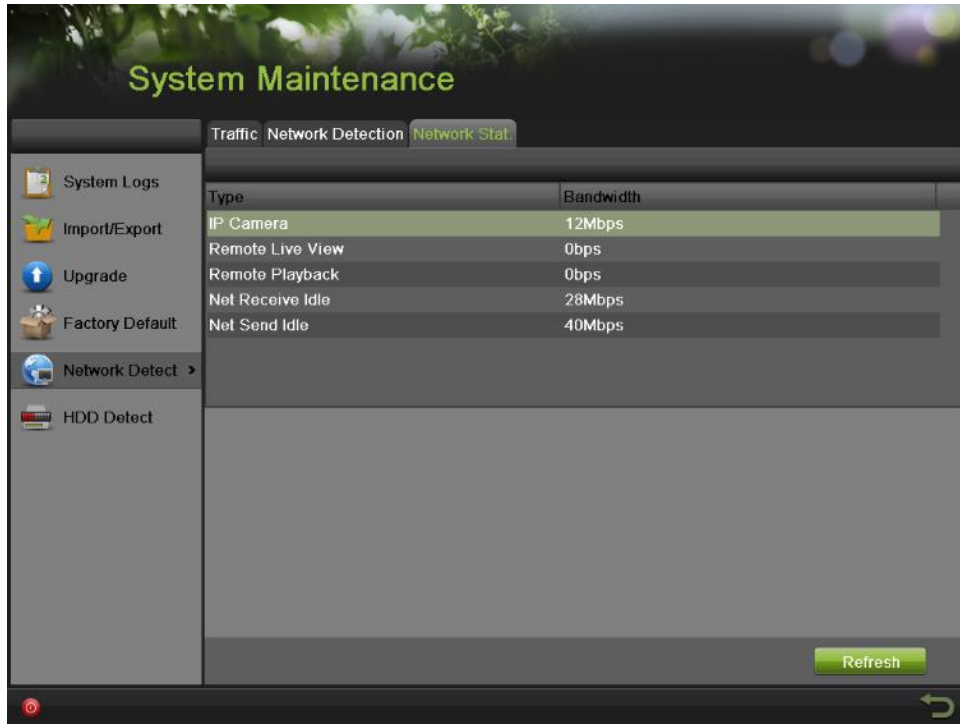 System Maintenance
Traffic Network Detection Network Stat.
System Logs
Import/Export
Upgrade
Factory Default
Network Detect >
HDD Detect
Type Bandwidth
IP Camera 12Mbps
Remote Live View 0bps
Remote Playback 0bps
Net Receive Idle 28Mbps
Net Send Idle 40Mbps
Refresh